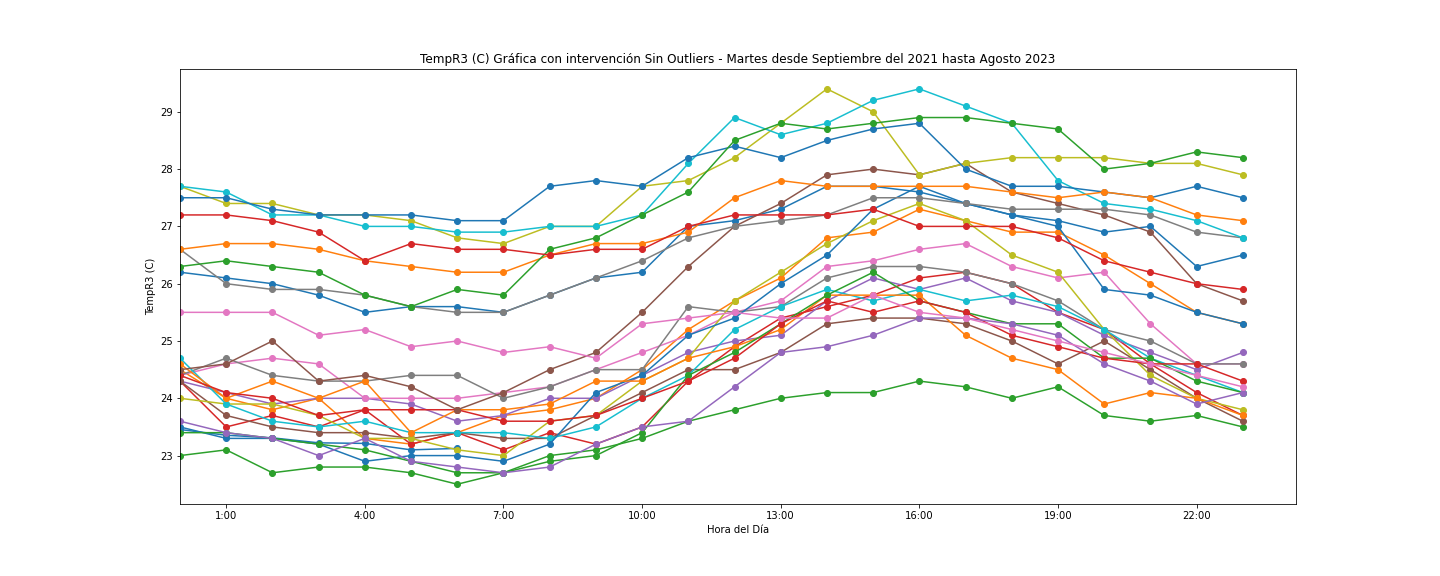 TempR3 (C) Gráfica con intervención Sin Outliers - Martes desde Septiembre del 2021 hasta Agosto 2023
29
28
27
26
25
24
23
TempR3 (C)
1:00 4:00 7:00 10:00 13:00 16:00 19:00 22:00
Hora del Día